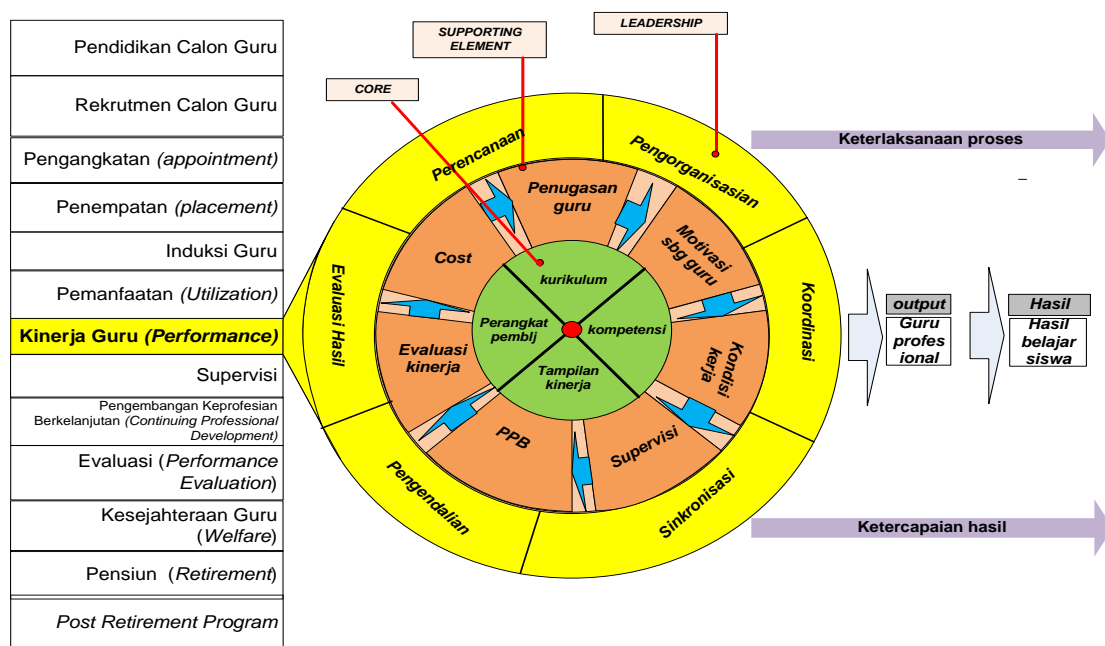 Pendidikan Calon Guru
Rekrutmen Calon Guru
Pengangkatan (appointment)
Penempatan (placement)
Induksi Guru
Pemanfaatan (Utilization)
Kinerja Guru (Performance)
Supervisi
Pengembangan Keprofesian
Berkelanjutan (Continuing Professional
Development)
Evaluasi (Performance
Evaluation)
Kesejahteraan Guru
(Welfare)
Pensiun (Retirement)
Post Retirement Program
CORE
SUPPORTING
ELEMENT
LEADERSHIP
Perencanaan
Pengorganisasian
Koordinasi
Sinkronisasi
Pengendalian
Evaluasi Hasil
Penugasan
guru
Motivasi
sbg guru
Kondisi
kerja
Supervisi
PPB
Evaluasi
kinerja
Cost
kurikulum
kompetensi
Tampilan
kinerja
Perangkat
pemblj
Keterlaksanaan proses
–
output
Guru
profes
ional
Hasil
Hasil
belajar
siswa
Ketercapaian hasil